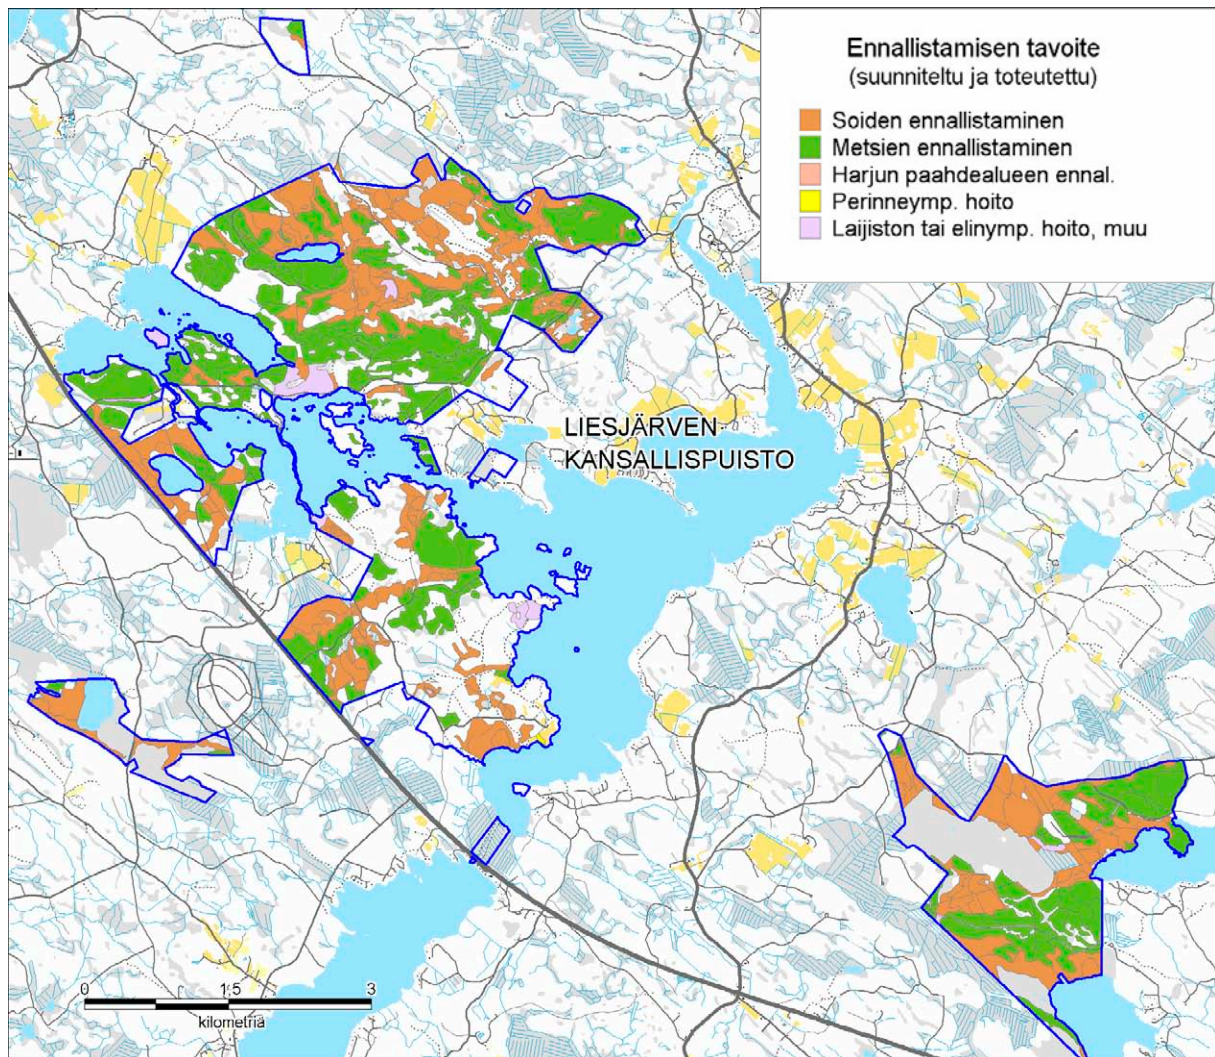 Ennallistamisen tavoite
(suunniteltu ja toteutettu)
Soiden ennallistaminen
Metsien ennallistaminen
Harjun paahdealueen ennal.
Perinneymp. hoito
Laijiston tai elinymp. hoito, muu
LIESJÄRVEN
KANSALLISPUISTO
0 1.5 3
kilometriä